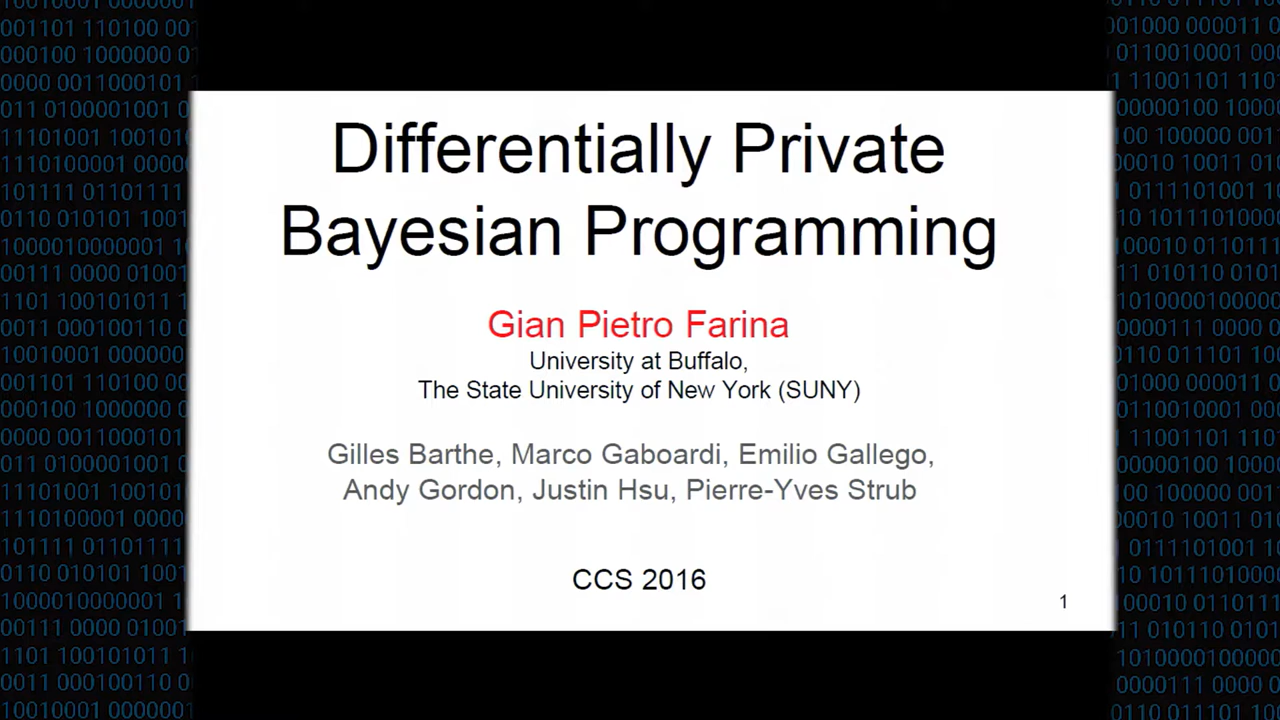 Differentially Private
Bayesian Programming
Gian Pietro Farina
University at Buffalo,
The State University of New York (SUNY)
Gilles Barthe, Marco Gaboardi, Emilio Gallego,
Andy Gordon, Justin Hsu, Pierre-Yves Strub
CCS 2016
1